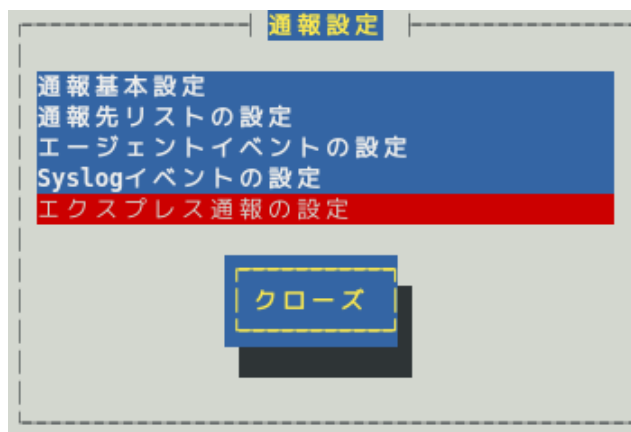 通報設定
通報基本設定
通報先リストの設定
エージェントイベントの設定
Syslogイベントの設定
エクスプレス通報の設定
クローズ